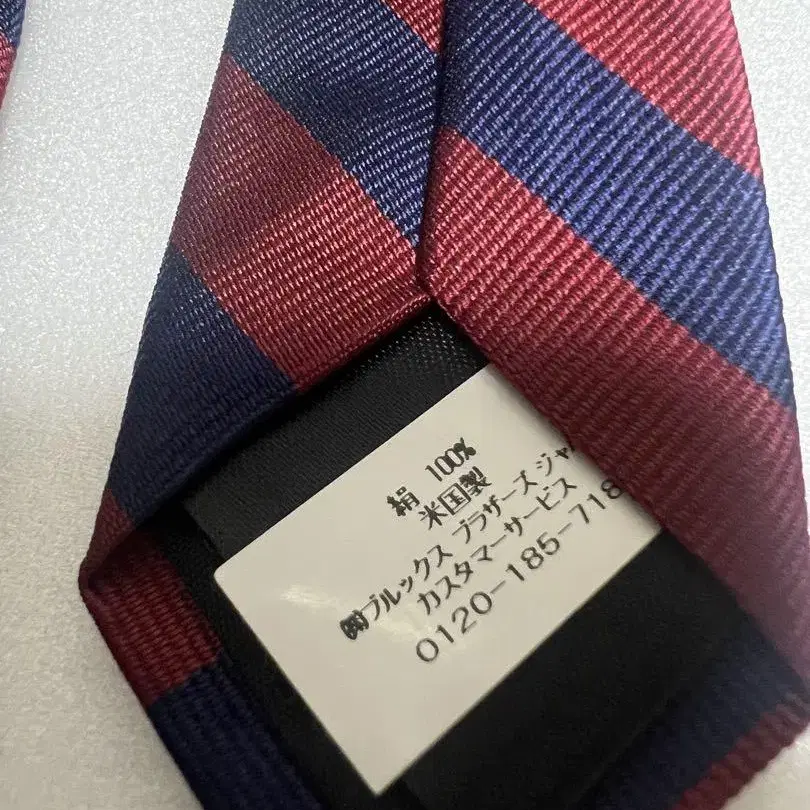 絹 100%
米国製
㈱ブルックス ブラザーズ ジャ
カスタマーサービス
0120-185-718